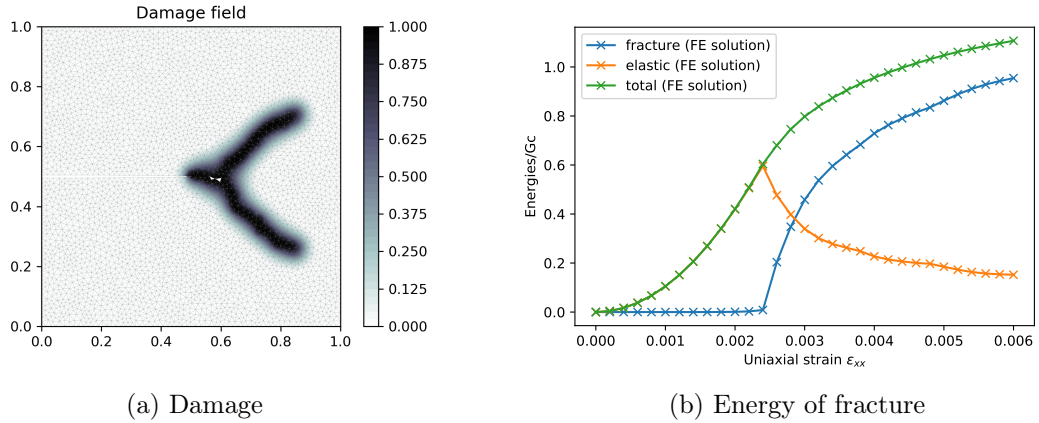 Damage field
1.0
0.8
0.6
0.4
0.2
0.0
0.0 0.2 0.4 0.6 0.8 1.0
1.000
0.875
0.750
0.625
0.500
0.375
0.250
0.125
0.000
(a) Damage
fracture (FE solution)
elastic (FE solution)
total (FE solution)
Energies/Gc
1.0
0.8
0.6
0.4
0.2
0.0
0.000 0.001 0.002 0.003 0.004 0.005 0.006
Uniaxial strain εxx
(b) Energy of fracture